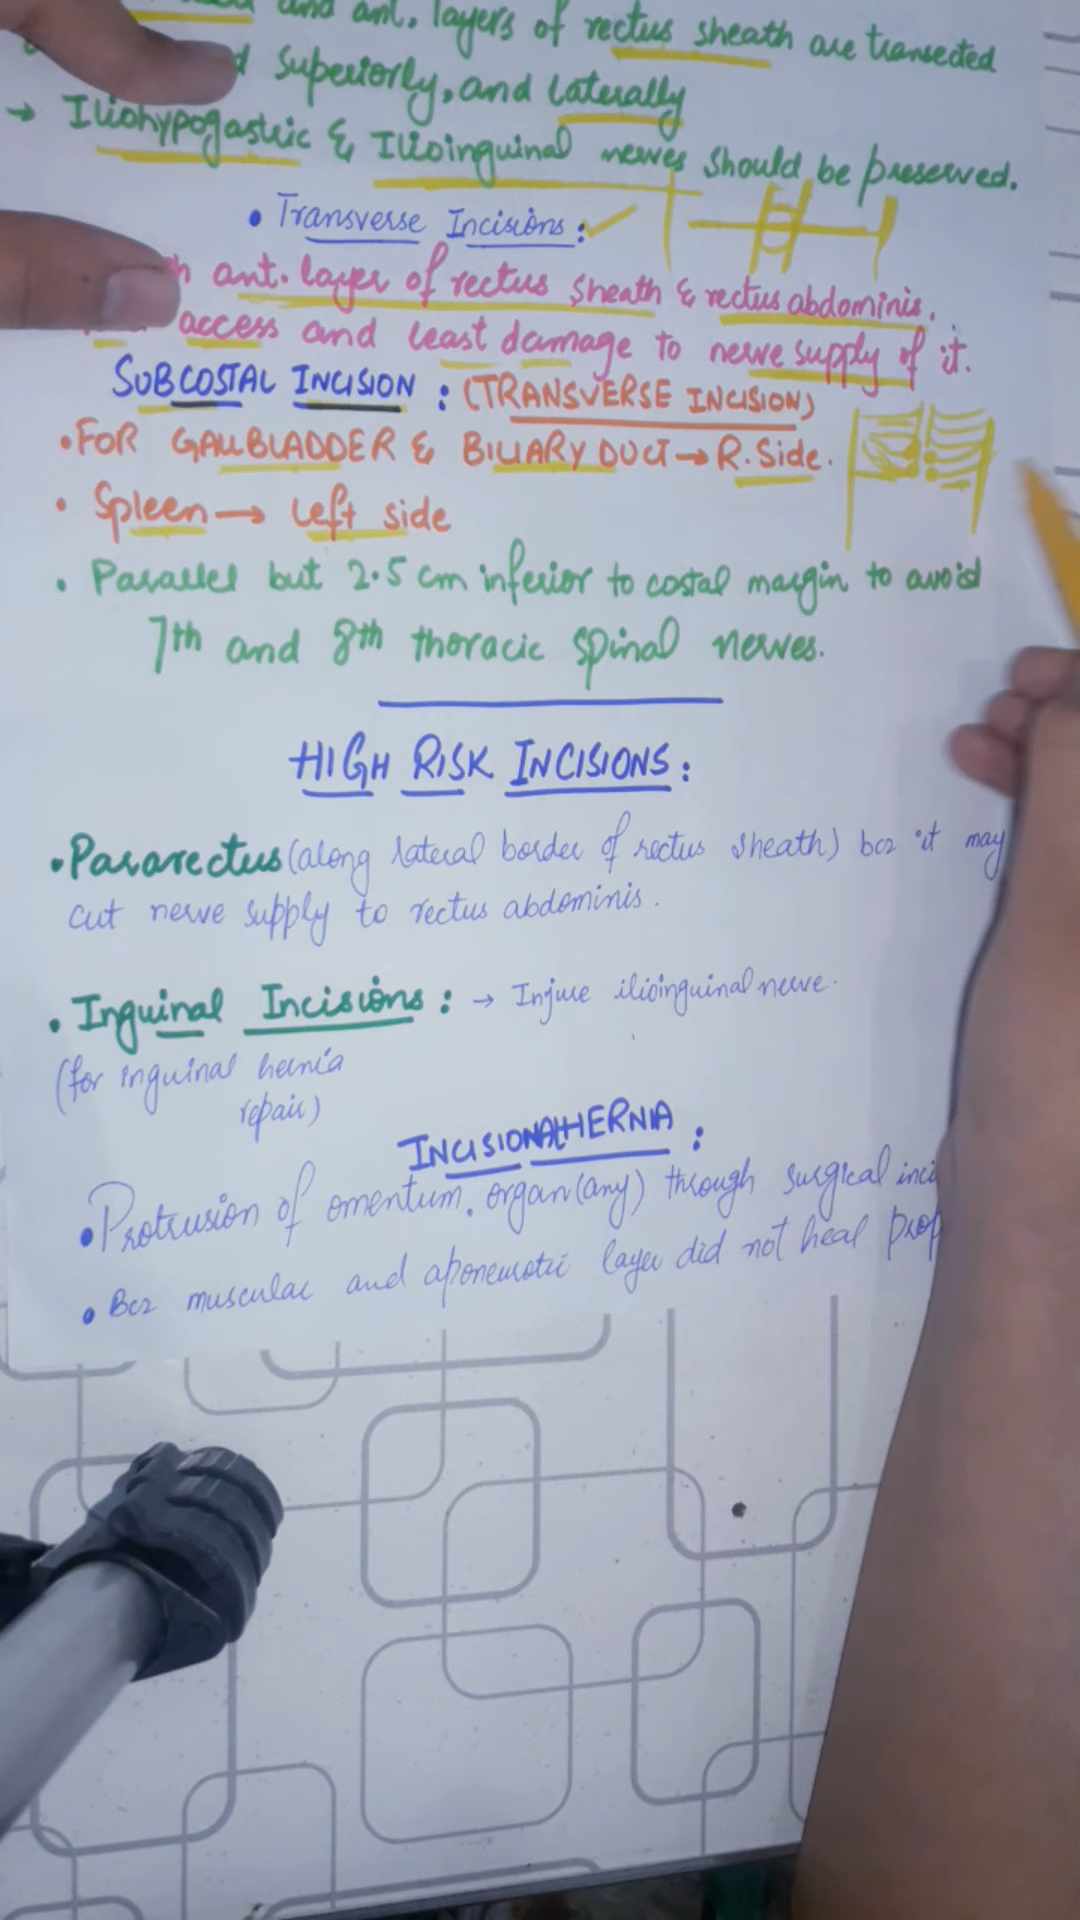 and ant. layers of rectus sheath are transected
superiorly, and laterally
→ Iliohypogastric & Ilioinguinal nerves should be preserved.
• Transverse Incisions:
ant. layer of rectus sheath & rectus abdominis.
access and least damage to nerve supply of it.
SUBCOSTAL INCISION : (TRANSVERSE INCISION)
• FOR GALLBLADDER & BILIARY DUCT → R. Side.
• Spleen → left side
• Parallel but 2.5 cm inferior to costal margin to avoid
7th and 8th thoracic spinal nerves.
HIGH RISK INCISIONS :
• Pararectus (along lateral border of rectus sheath) bcz it may
cut nerve supply to rectus abdominis.
• Inguinal Incisions : → Injure ilioinguinal nerve.
(for inguinal hernia
repair)
INCISIONAL HERNIA :
• Protrusion of omentum, organ (any) through surgical inci
• Bcz muscular and aponeurotic layer did not heal prop